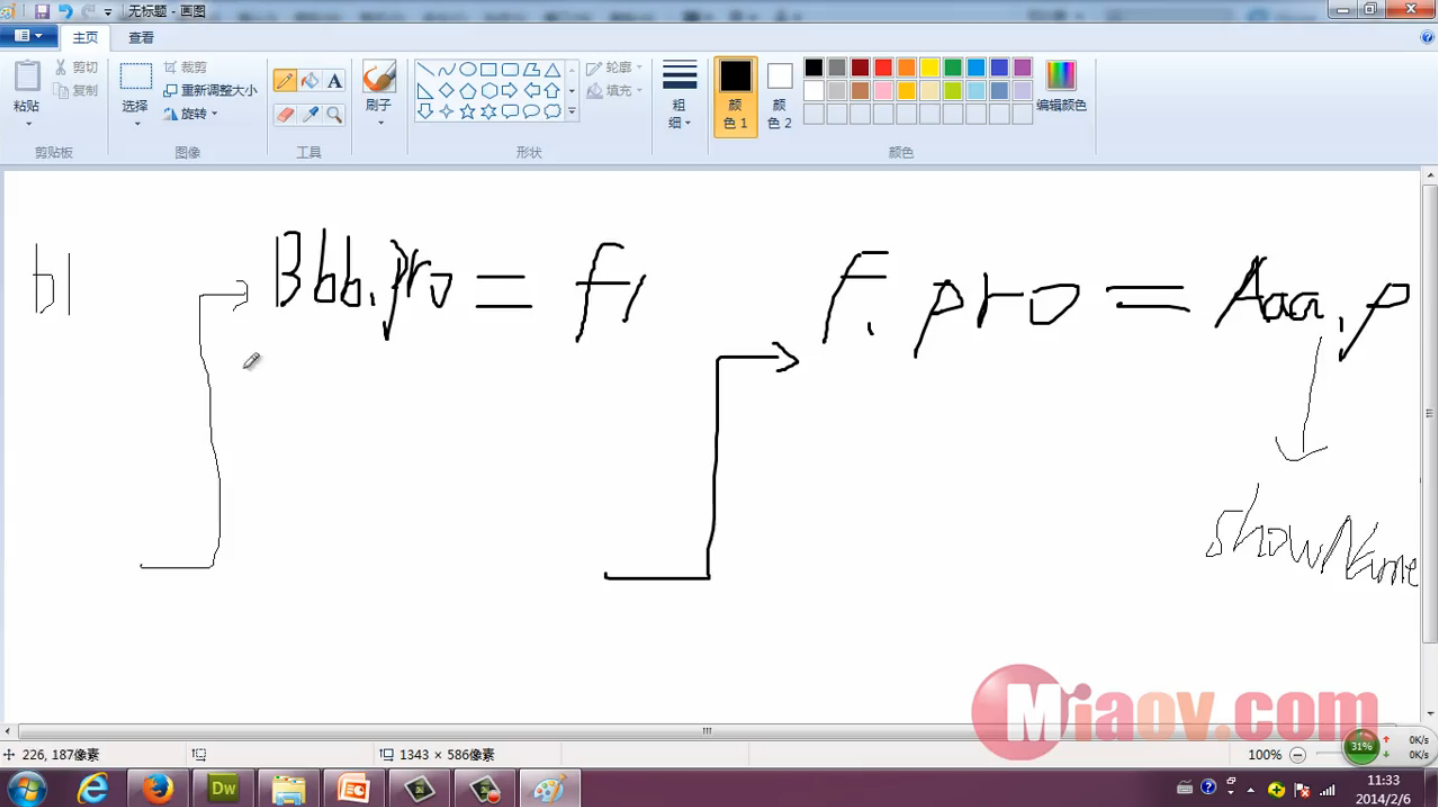 无标题 - 画图
主页 查看
剪切 裁剪 轮廓
粘贴 复制 选择 重新调整大小 A 刷子 填充 粗细 颜色 1 颜色 2 编辑颜色
旋转
剪贴板 图像 工具 形状 颜色
b1 Bbb.pro = f1 F.pro = Aaa.p
showName
Miaov.com
226, 187像素 1343 × 586像素 100% 31% 0K/s
0K/s
Dw 11:33
2014/2/6